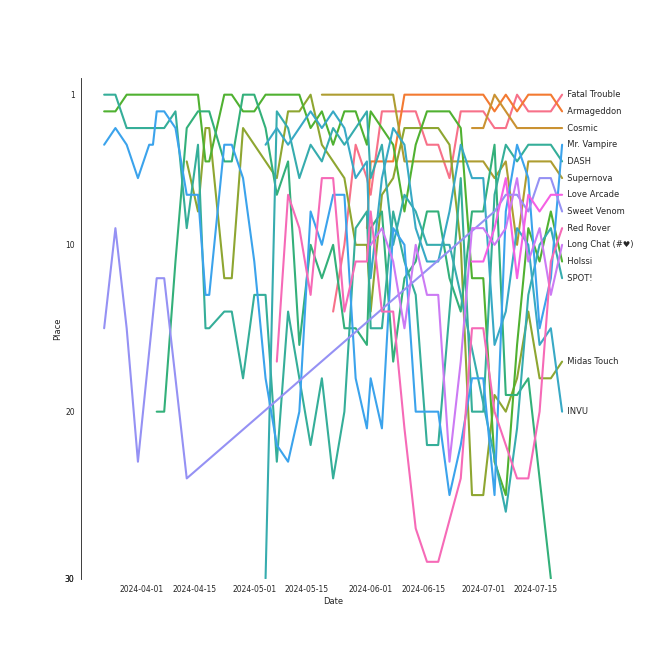 1
10
20
30
Place
2024-04-01 2024-04-15 2024-05-01 2024-05-15 2024-06-01 2024-06-15 2024-07-01 2024-07-15
Date
Fatal Trouble
Armageddon
Cosmic
Mr. Vampire
DASH
Supernova
Love Arcade
Sweet Venom
Red Rover
Long Chat (#♥)
Holssi
SPOT!
Midas Touch
INVU